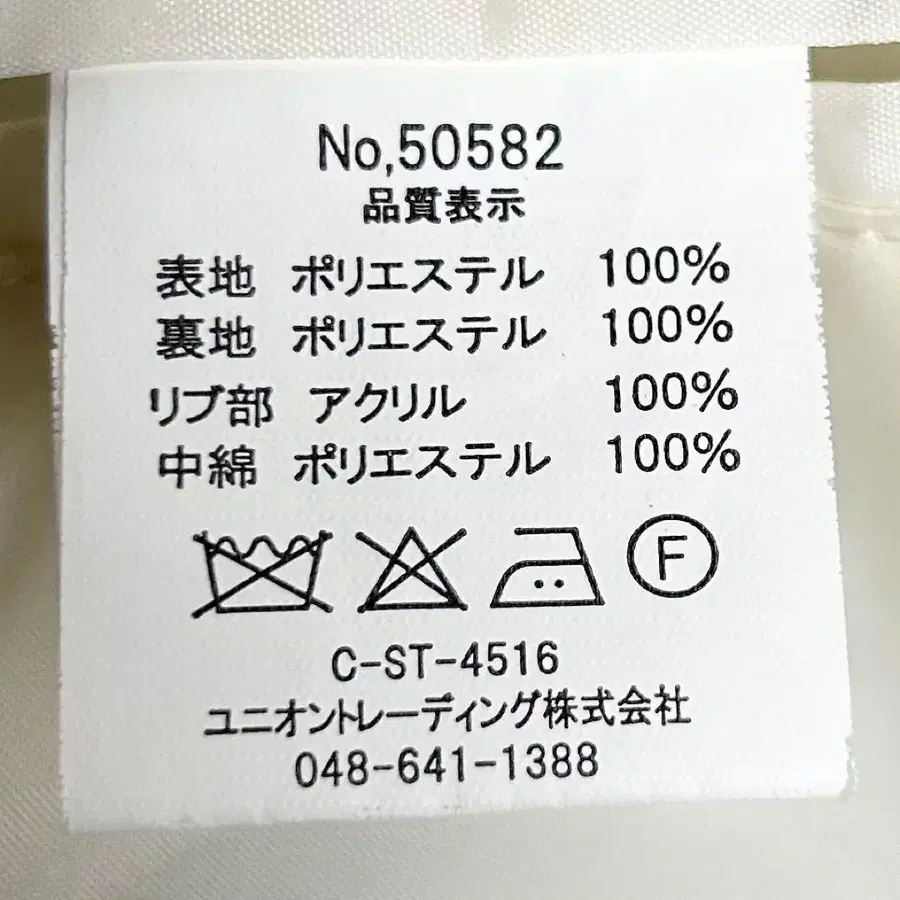 No,50582
品質表示
表地 ポリエステル 100%
裏地 ポリエステル 100%
リブ部 アクリル 100%
中綿 ポリエステル 100%
F
C-ST-4516
ユニオントレーディング株式会社
048-641-1388